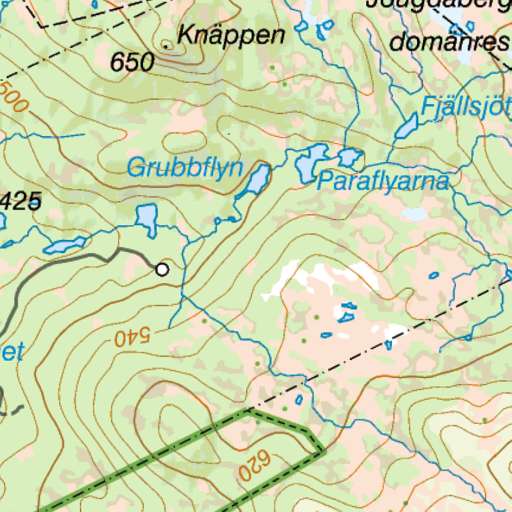 Jougdaberg
Knäppen
domänres
650
500
Fjällsjöt
Grubbflyn
Paraflyarna
425
540
et
620